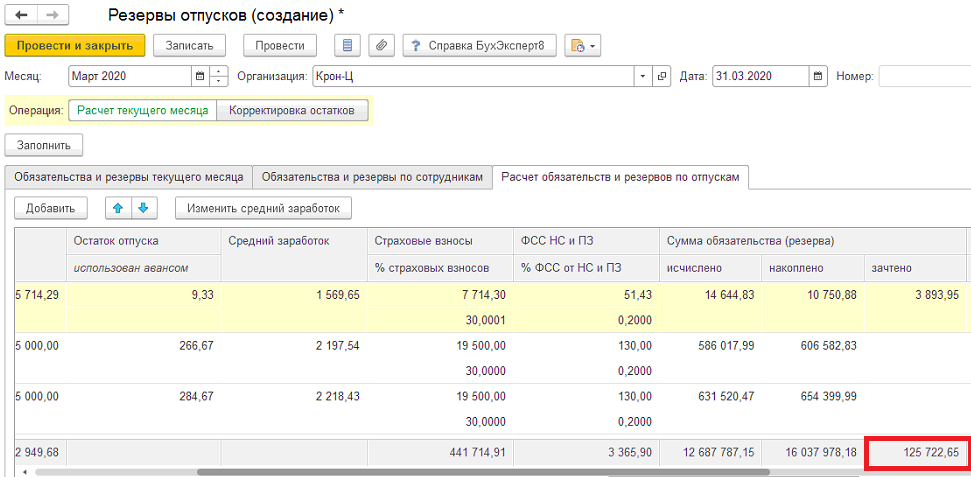 Резервы отпусков (создание) *
Провести и закрыть Записать Провести ? Справка БухЭксперт8
Месяц: Март 2020 Организация: Крон-Ц Дата: 31.03.2020 Номер:
Операция: Расчет текущего месяца Корректировка остатков
Заполнить
Обязательства и резервы текущего месяца Обязательства и резервы по сотрудникам Расчет обязательств и резервов по отпускам
Добавить Изменить средний заработок
Остаток отпуска Средний заработок Страховые взносы ФСС НС и ПЗ Сумма обязательства (резерва)
использован авансом % страховых взносов % ФСС от НС и ПЗ исчислено накоплено зачтено
5 714,29 9,33 1 569,65 7 714,30 51,43 14 644,83 10 750,88 3 893,95
30,0001 0,2000
5 000,00 266,67 2 197,54 19 500,00 130,00 586 017,99 606 582,83
30,0000 0,2000
5 000,00 284,67 2 218,43 19 500,00 130,00 631 520,47 654 399,99
30,0000 0,2000
2 949,68 441 714,91 3 365,90 12 687 787,15 16 037 978,18 125 722,65